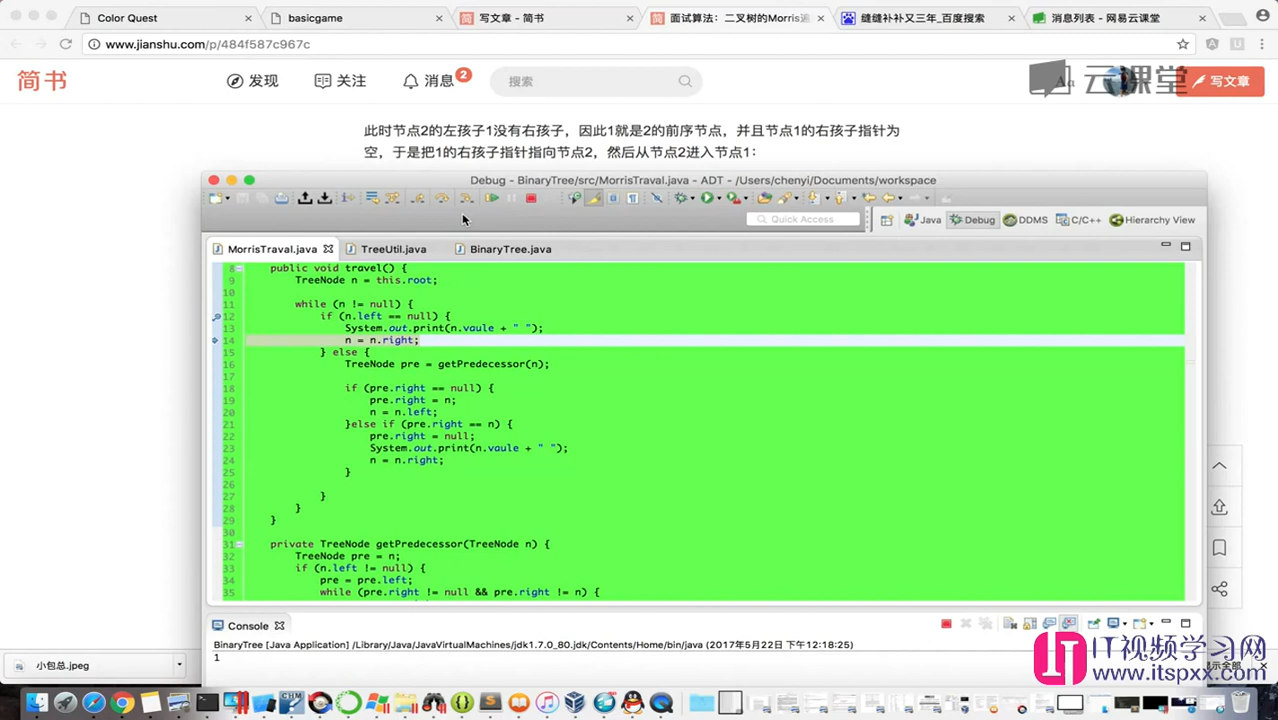 Color Quest
basicgame
写文章 - 简书
面试算法：二叉树的Morris遍
缝缝补补又三年_百度搜索
消息列表 - 网易云课堂
www.jianshu.com/p/484f587c967c
简书
发现
关注
消息
2
搜索
Aa
云课堂
写文章
此时节点2的左孩子1没有右孩子，因此1就是2的前序节点，并且节点1的右孩子指针为
空，于是把1的右孩子指针指向节点2，然后从节点2进入节点1：
Debug - BinaryTree/src/MorrisTraval.java - ADT - /Users/chenyi/Documents/workspace
Quick Access
Java
Debug
DDMS
C/C++
Hierarchy View
MorrisTraval.java
TreeUtil.java
BinaryTree.java
8 public void travel() {
9 TreeNode n = this.root;
10
11 while (n != null) {
12 if (n.left == null) {
13 System.out.print(n.vaule + " ");
14 n = n.right;
15 } else {
16 TreeNode pre = getPredecessor(n);
17
18 if (pre.right == null) {
19 pre.right = n;
20 n = n.left;
21 }else if (pre.right == n) {
22 pre.right = null;
23 System.out.print(n.vaule + " ");
24 n = n.right;
25 }
26
27 }
28 }
29 }
30
31 private TreeNode getPredecessor(TreeNode n) {
32 TreeNode pre = n;
33 if (n.left != null) {
34 pre = pre.left;
35 while (pre.right != null && pre.right != n) {
Console
BinaryTree [Java Application] /Library/Java/JavaVirtualMachines/jdk1.7.0_80.jdk/Contents/Home/bin/java (2017年5月22日 下午12:18:25)
1
小包总.jpeg
显示全部
IT视频学习网
www.itspxx.com